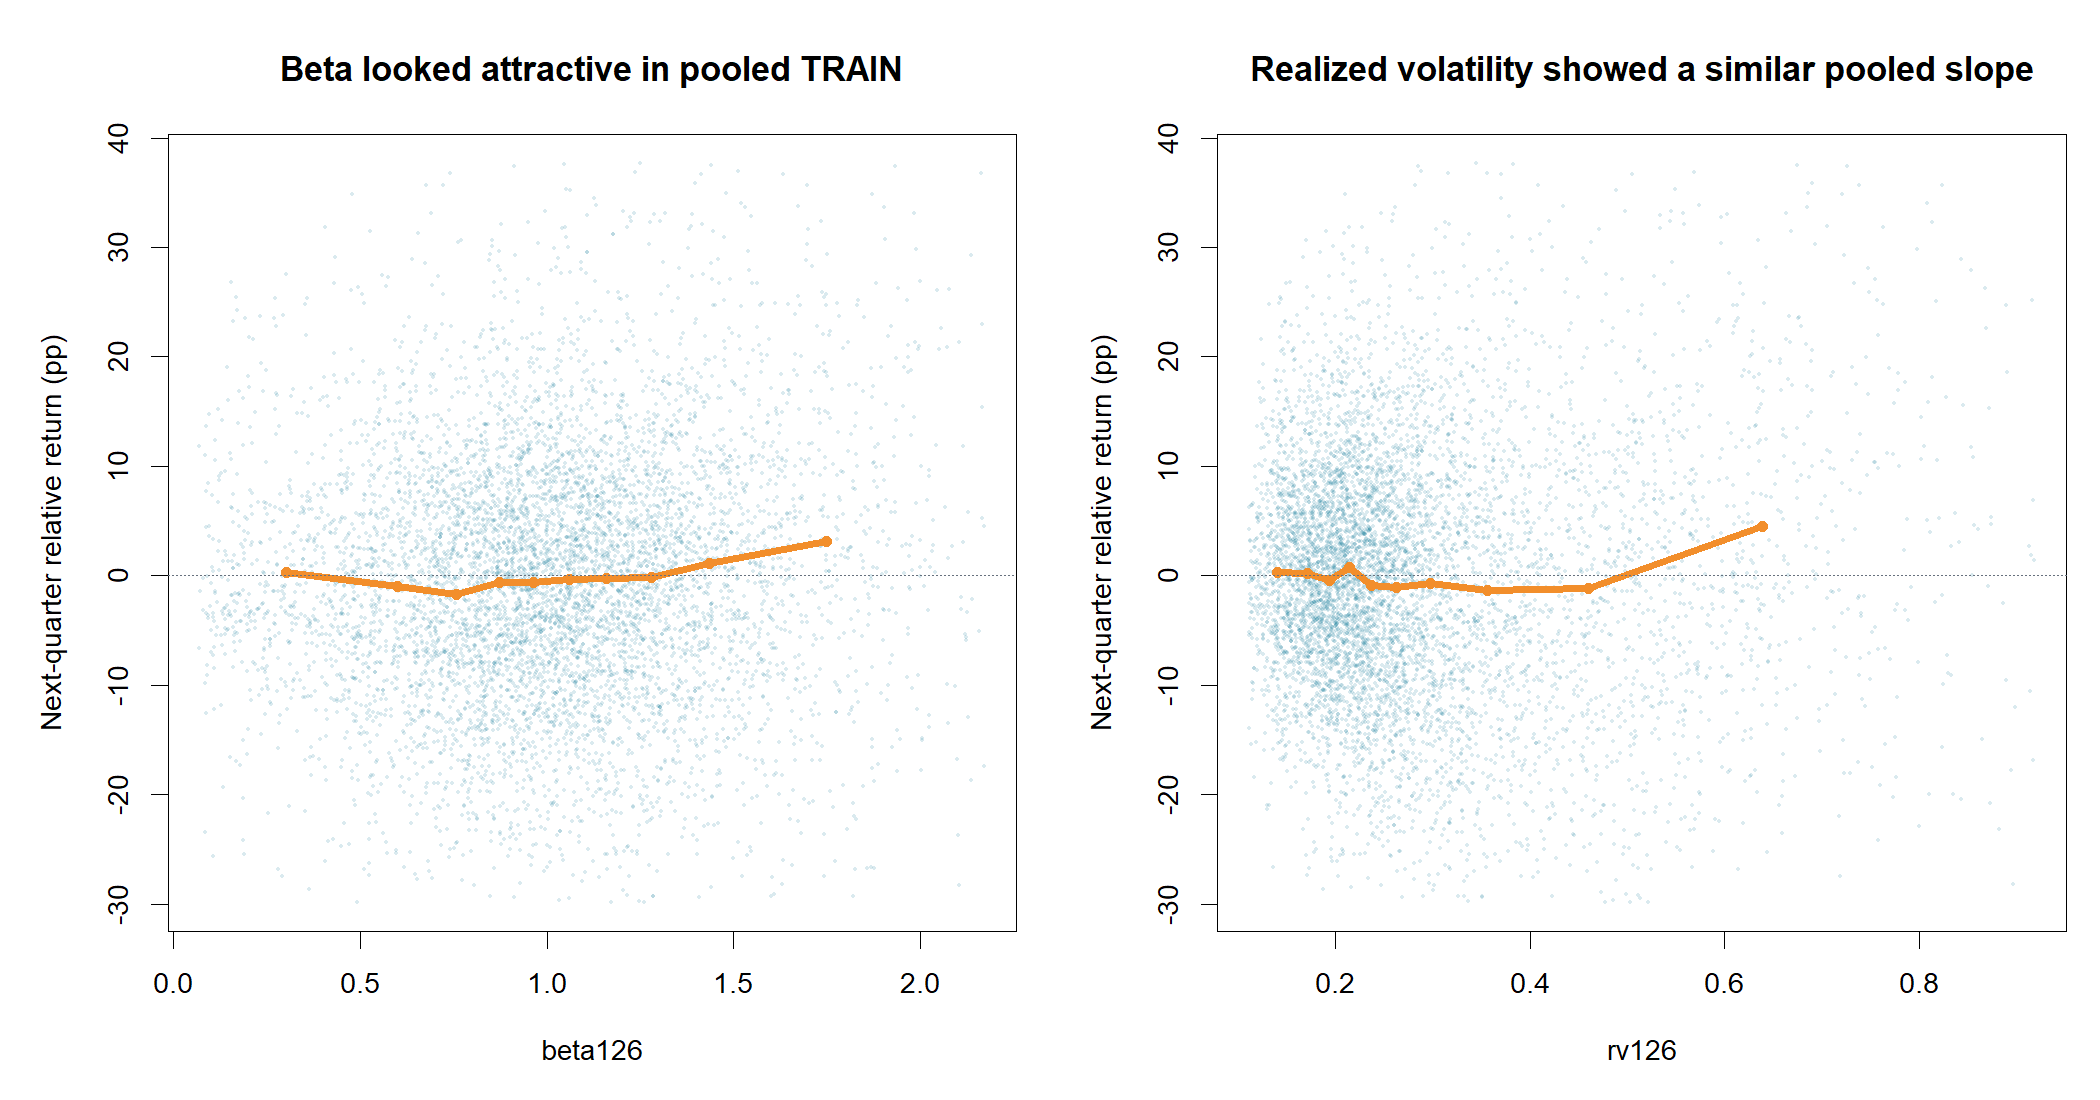 Beta looked attractive in pooled TRAIN
Next-quarter relative return (pp)
40
30
20
10
0
-10
-20
-30
0.0 0.5 1.0 1.5 2.0
beta126
Realized volatility showed a similar pooled slope
Next-quarter relative return (pp)
40
30
20
10
0
-10
-20
-30
0.2 0.4 0.6 0.8
rv126